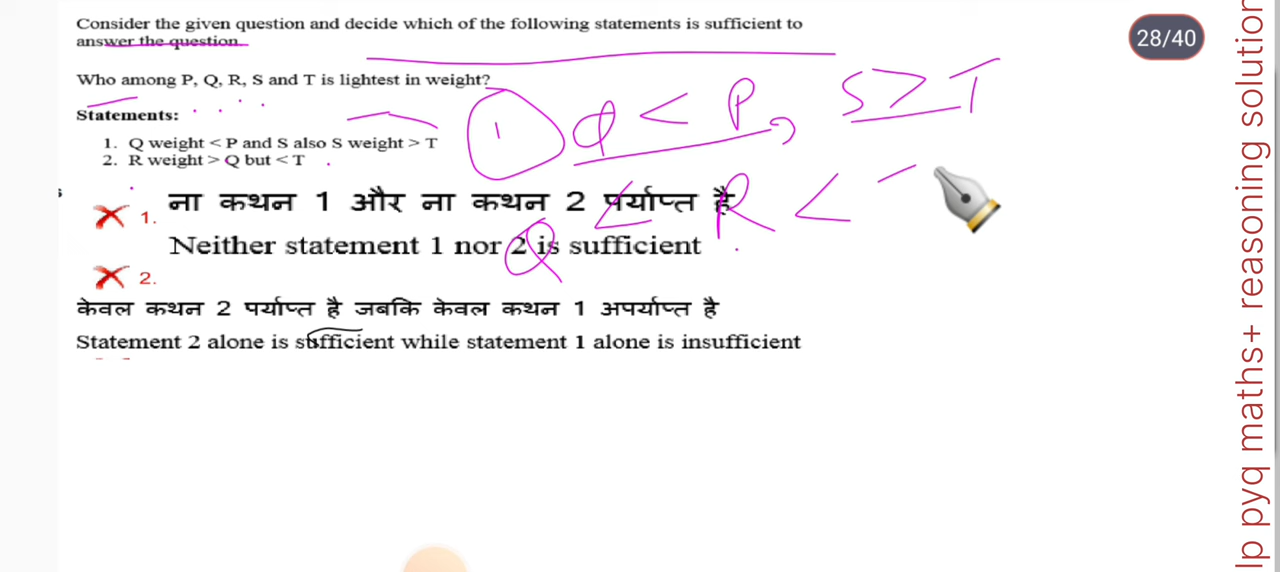 Consider the given question and decide which of the following statements is sufficient to
answer the question.
28/40
Who among P, Q, R, S and T is lightest in weight?
Statements:
1. Q weight < P and S also S weight > T
2. R weight > Q but < T
1 Q < P, S > T
Q < R <
1. ना कथन 1 और ना कथन 2 पर्याप्त है
Neither statement 1 nor 2 is sufficient
2.
केवल कथन 2 पर्याप्त है जबकि केवल कथन 1 अपर्याप्त है
Statement 2 alone is sufficient while statement 1 alone is insufficient
lp pyq maths+ reasoning solution